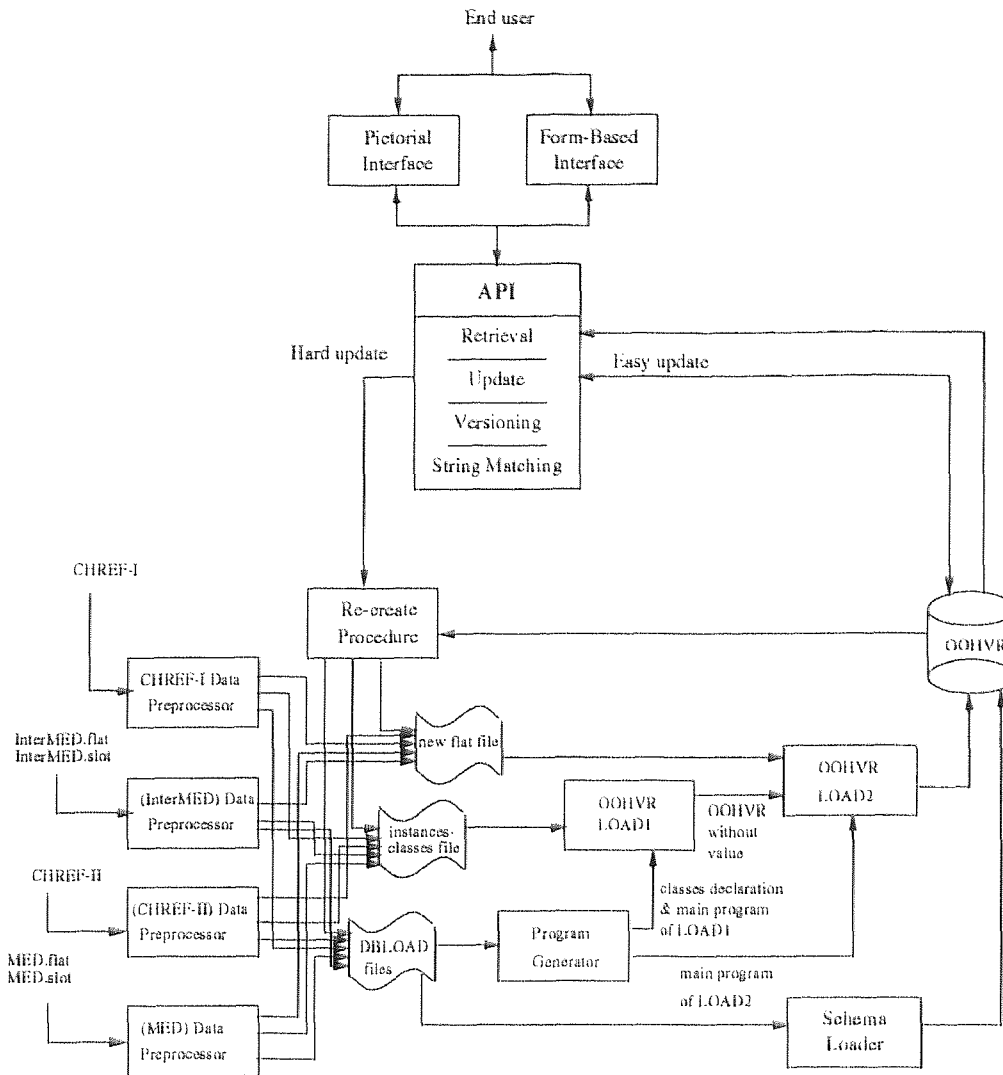 End user
Pictorial
Interface
Form-Based
Interface
API
Retrieval
Update
Versioning
String Matching
Hard update
Easy update
CHREF-I
Re-create
Procedure
OOHVR
CHREF-I Data
Preprocessor
InterMED.flat
InterMED.slot
new flat file
(InterMED) Data
Preprocessor
OOHVR
LOAD1
OOHVR
without
value
OOHVR
LOAD2
instances-
classes file
CHREF-II
(CHREF-II) Data
Preprocessor
classes declaration
& main program
of LOAD1
DBLOAD
files
Program
Generator
MED.flat
MED.slot
main program
of LOAD2
(MED) Data
Preprocessor
Schema
Loader